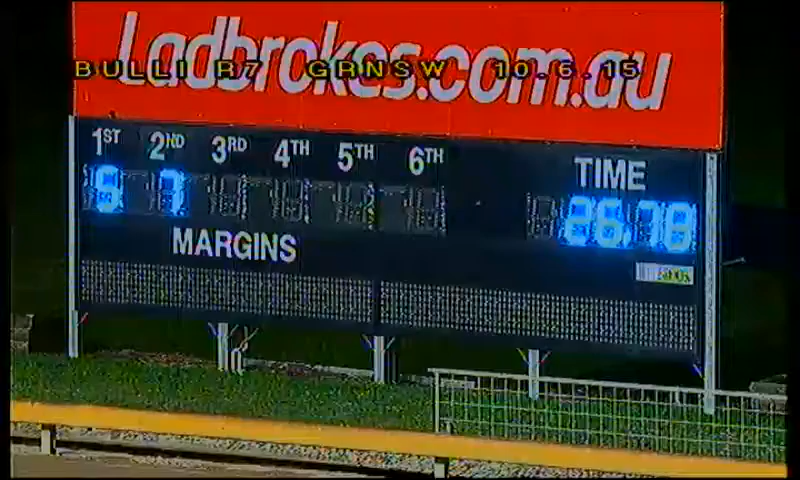 Ladbrokes.com.au
BULLI R7 GRNSW 10.6.15
1ST 2ND 3RD 4TH 5TH 6TH TIME
5 7 26.78
MARGINS